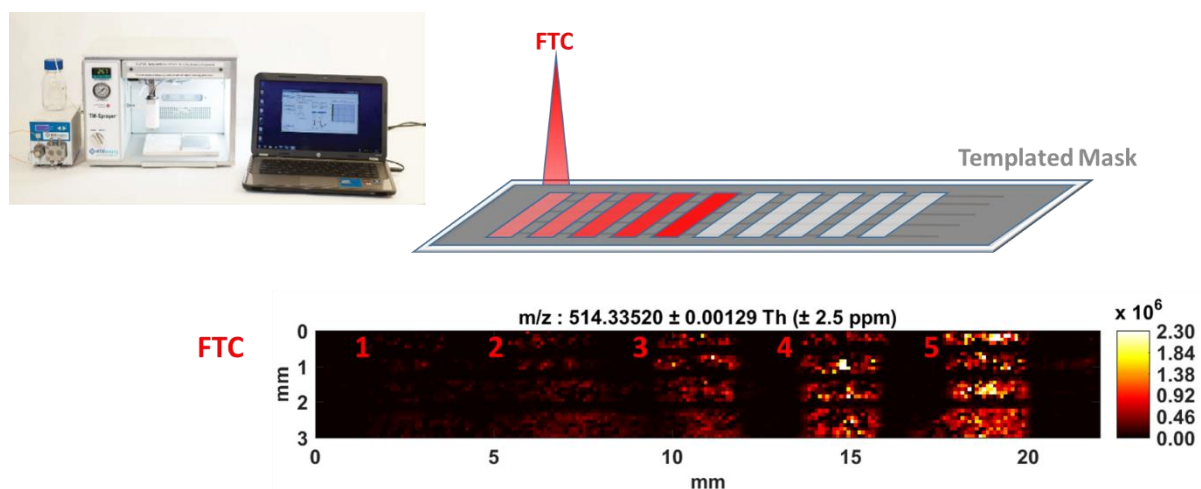 FTC
TM-Sprayer
Templated Mask
m/z : 514.33520 ± 0.00129 Th (± 2.5 ppm)
x 10⁶
FTC
1
2
3
4
5
0
1
2
3
mm
0
5
10
15
20
mm
2.30
1.84
1.38
0.92
0.46
0.00